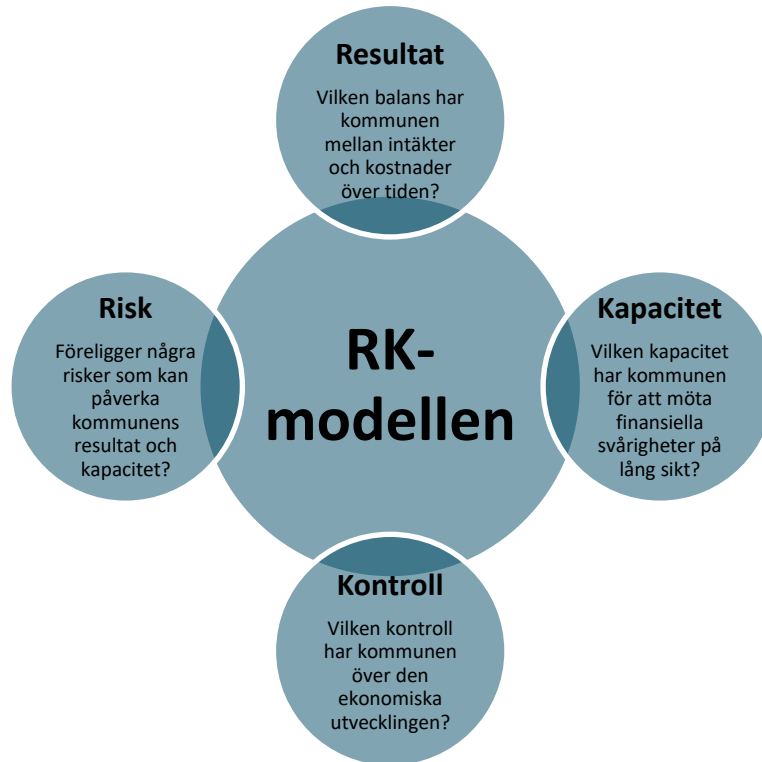 Resultat
Vilken balans har
kommunen
mellan intäkter
och kostnader
över tiden?
Risk
Föreligger några
risker som kan
påverka
kommunens
resultat och
kapacitet?
RK-
modellen
Kapacitet
Vilken kapacitet
har kommunen
för att möta
finansiella
svårigheter på
lång sikt?
Kontroll
Vilken kontroll
har kommunen
över den
ekonomiska
utvecklingen?